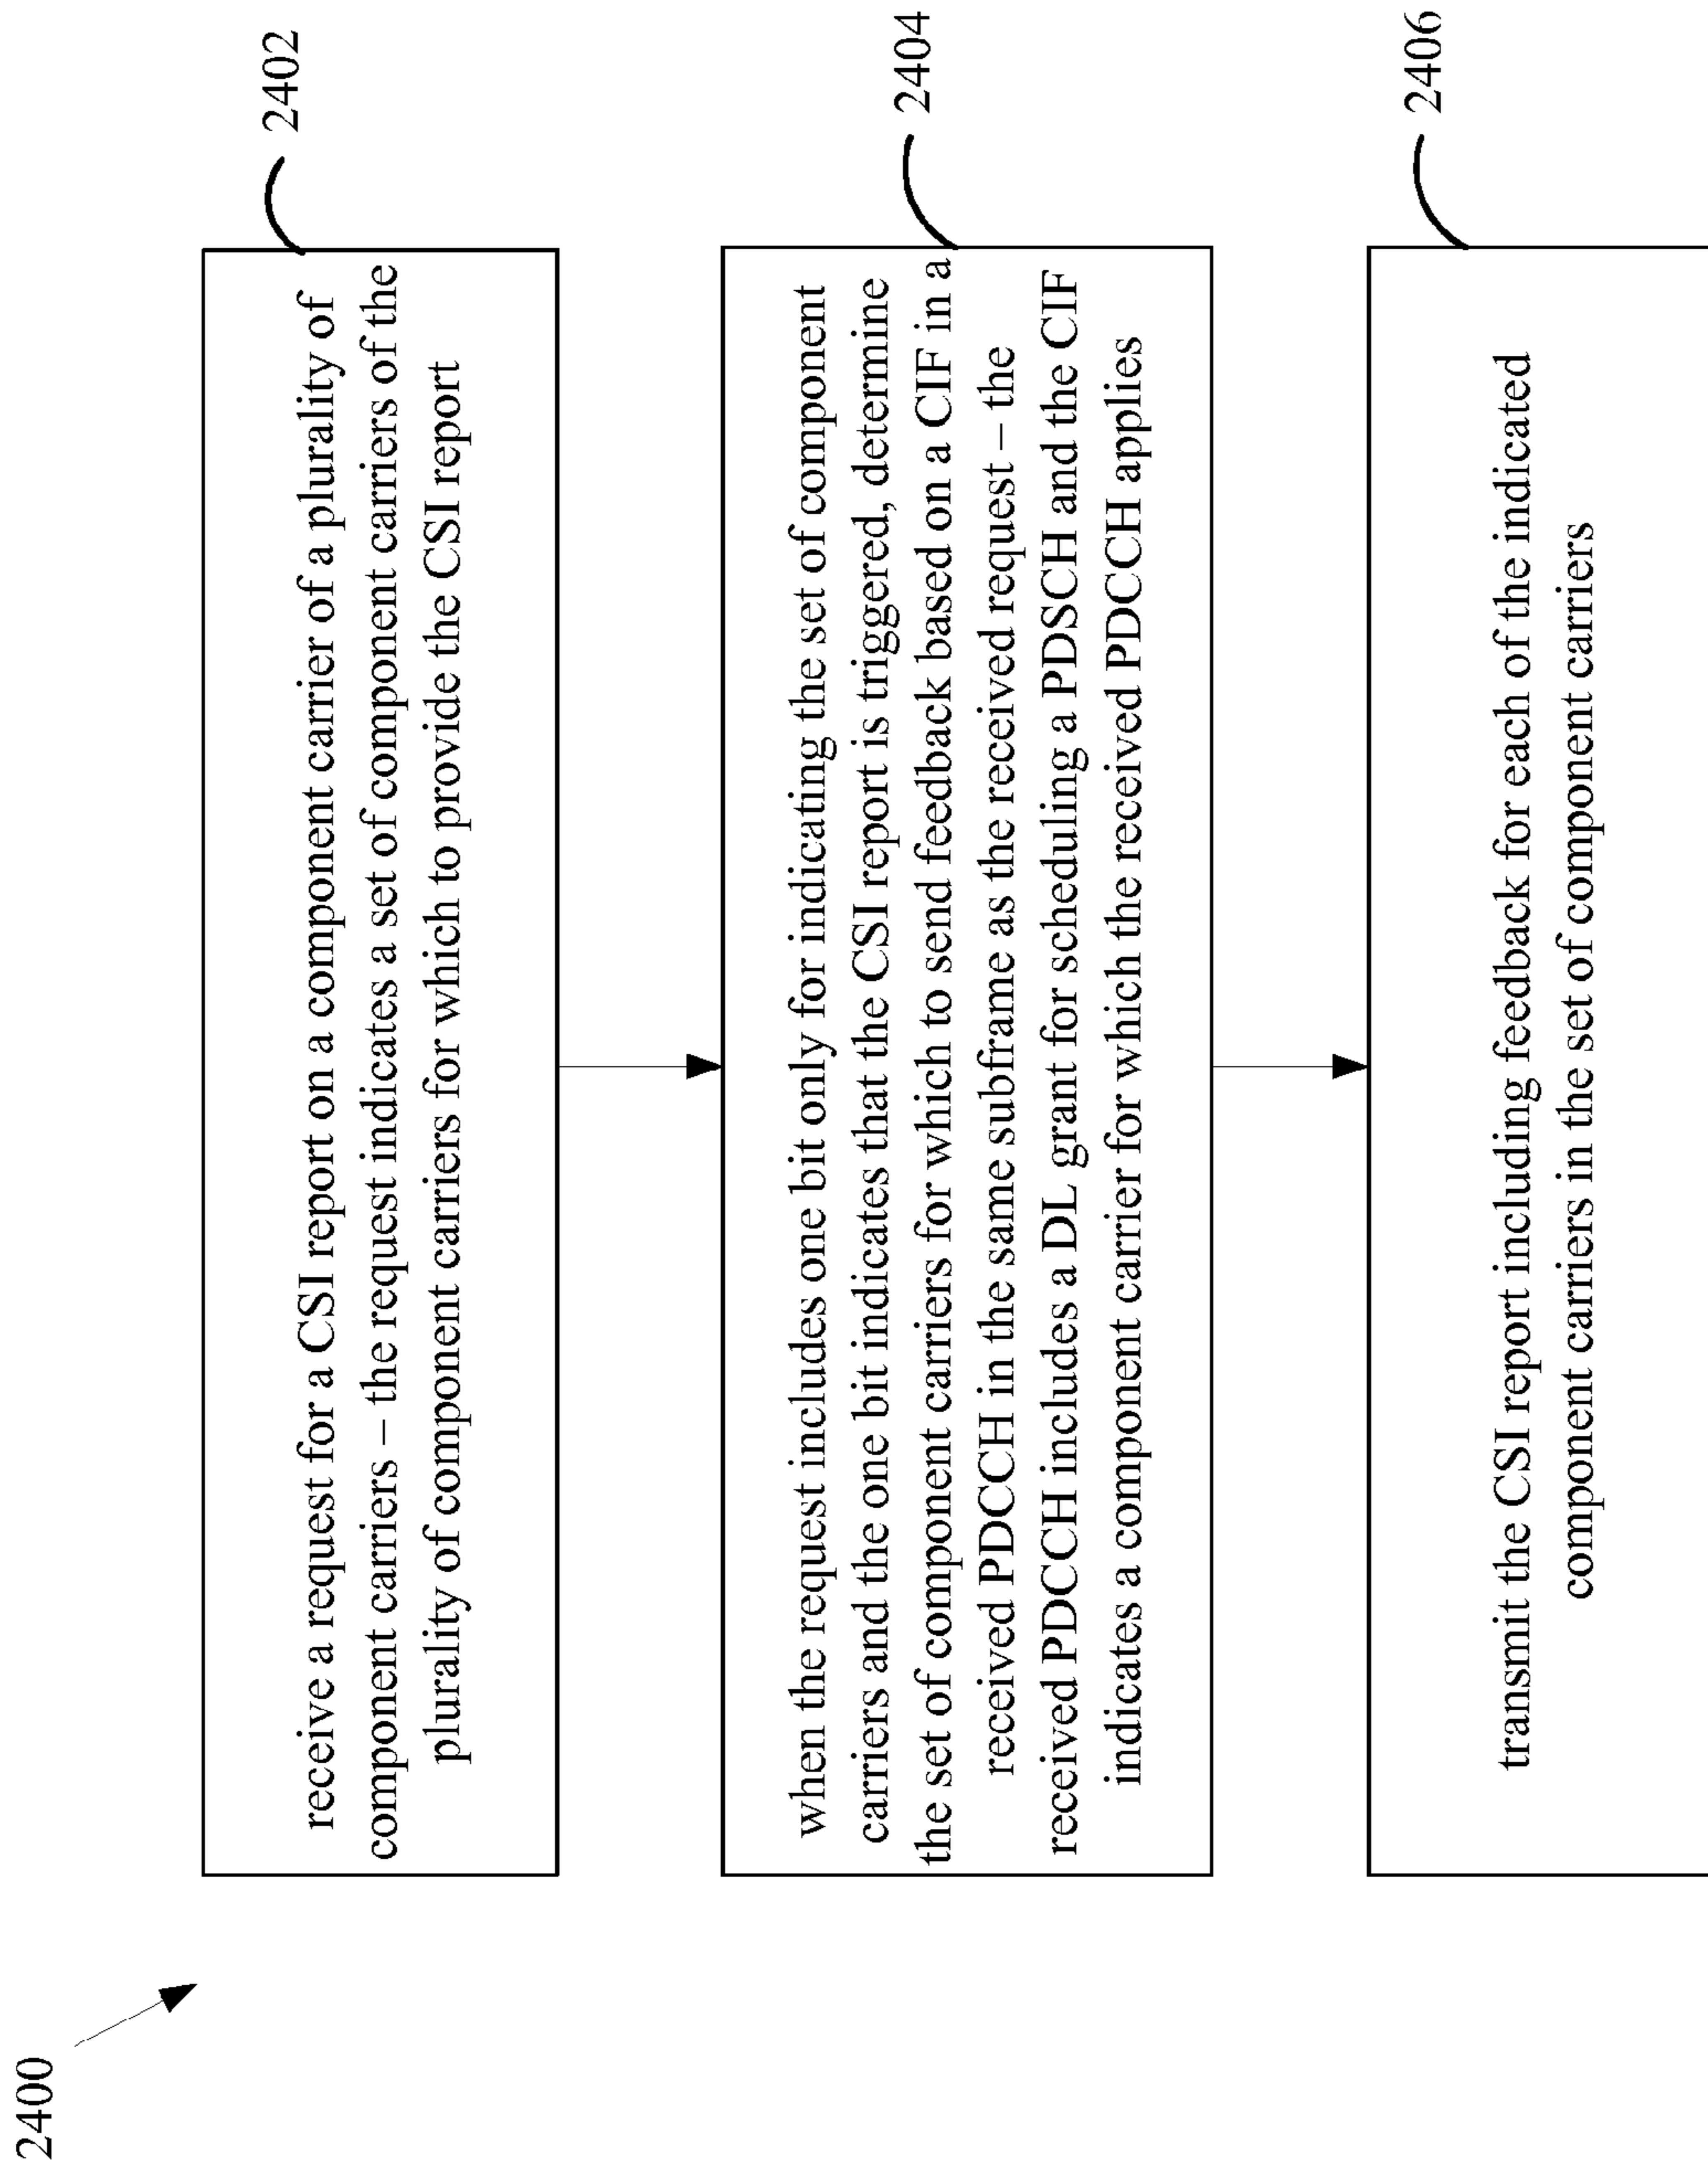 2400
2402
receive a request for a CSI report on a component carrier of a plurality of
component carriers – the request indicates a set of component carriers of the
plurality of component carriers for which to provide the CSI report
2404
when the request includes one bit only for indicating the set of component
carriers and the one bit indicates that the CSI report is triggered, determine
the set of component carriers for which to send feedback based on a CIF in a
received PDCCH in the same subframe as the received request – the
received PDCCH includes a DL grant for scheduling a PDSCH and the CIF
indicates a component carrier for which the received PDCCH applies
2406
transmit the CSI report including feedback for each of the indicated
component carriers in the set of component carriers